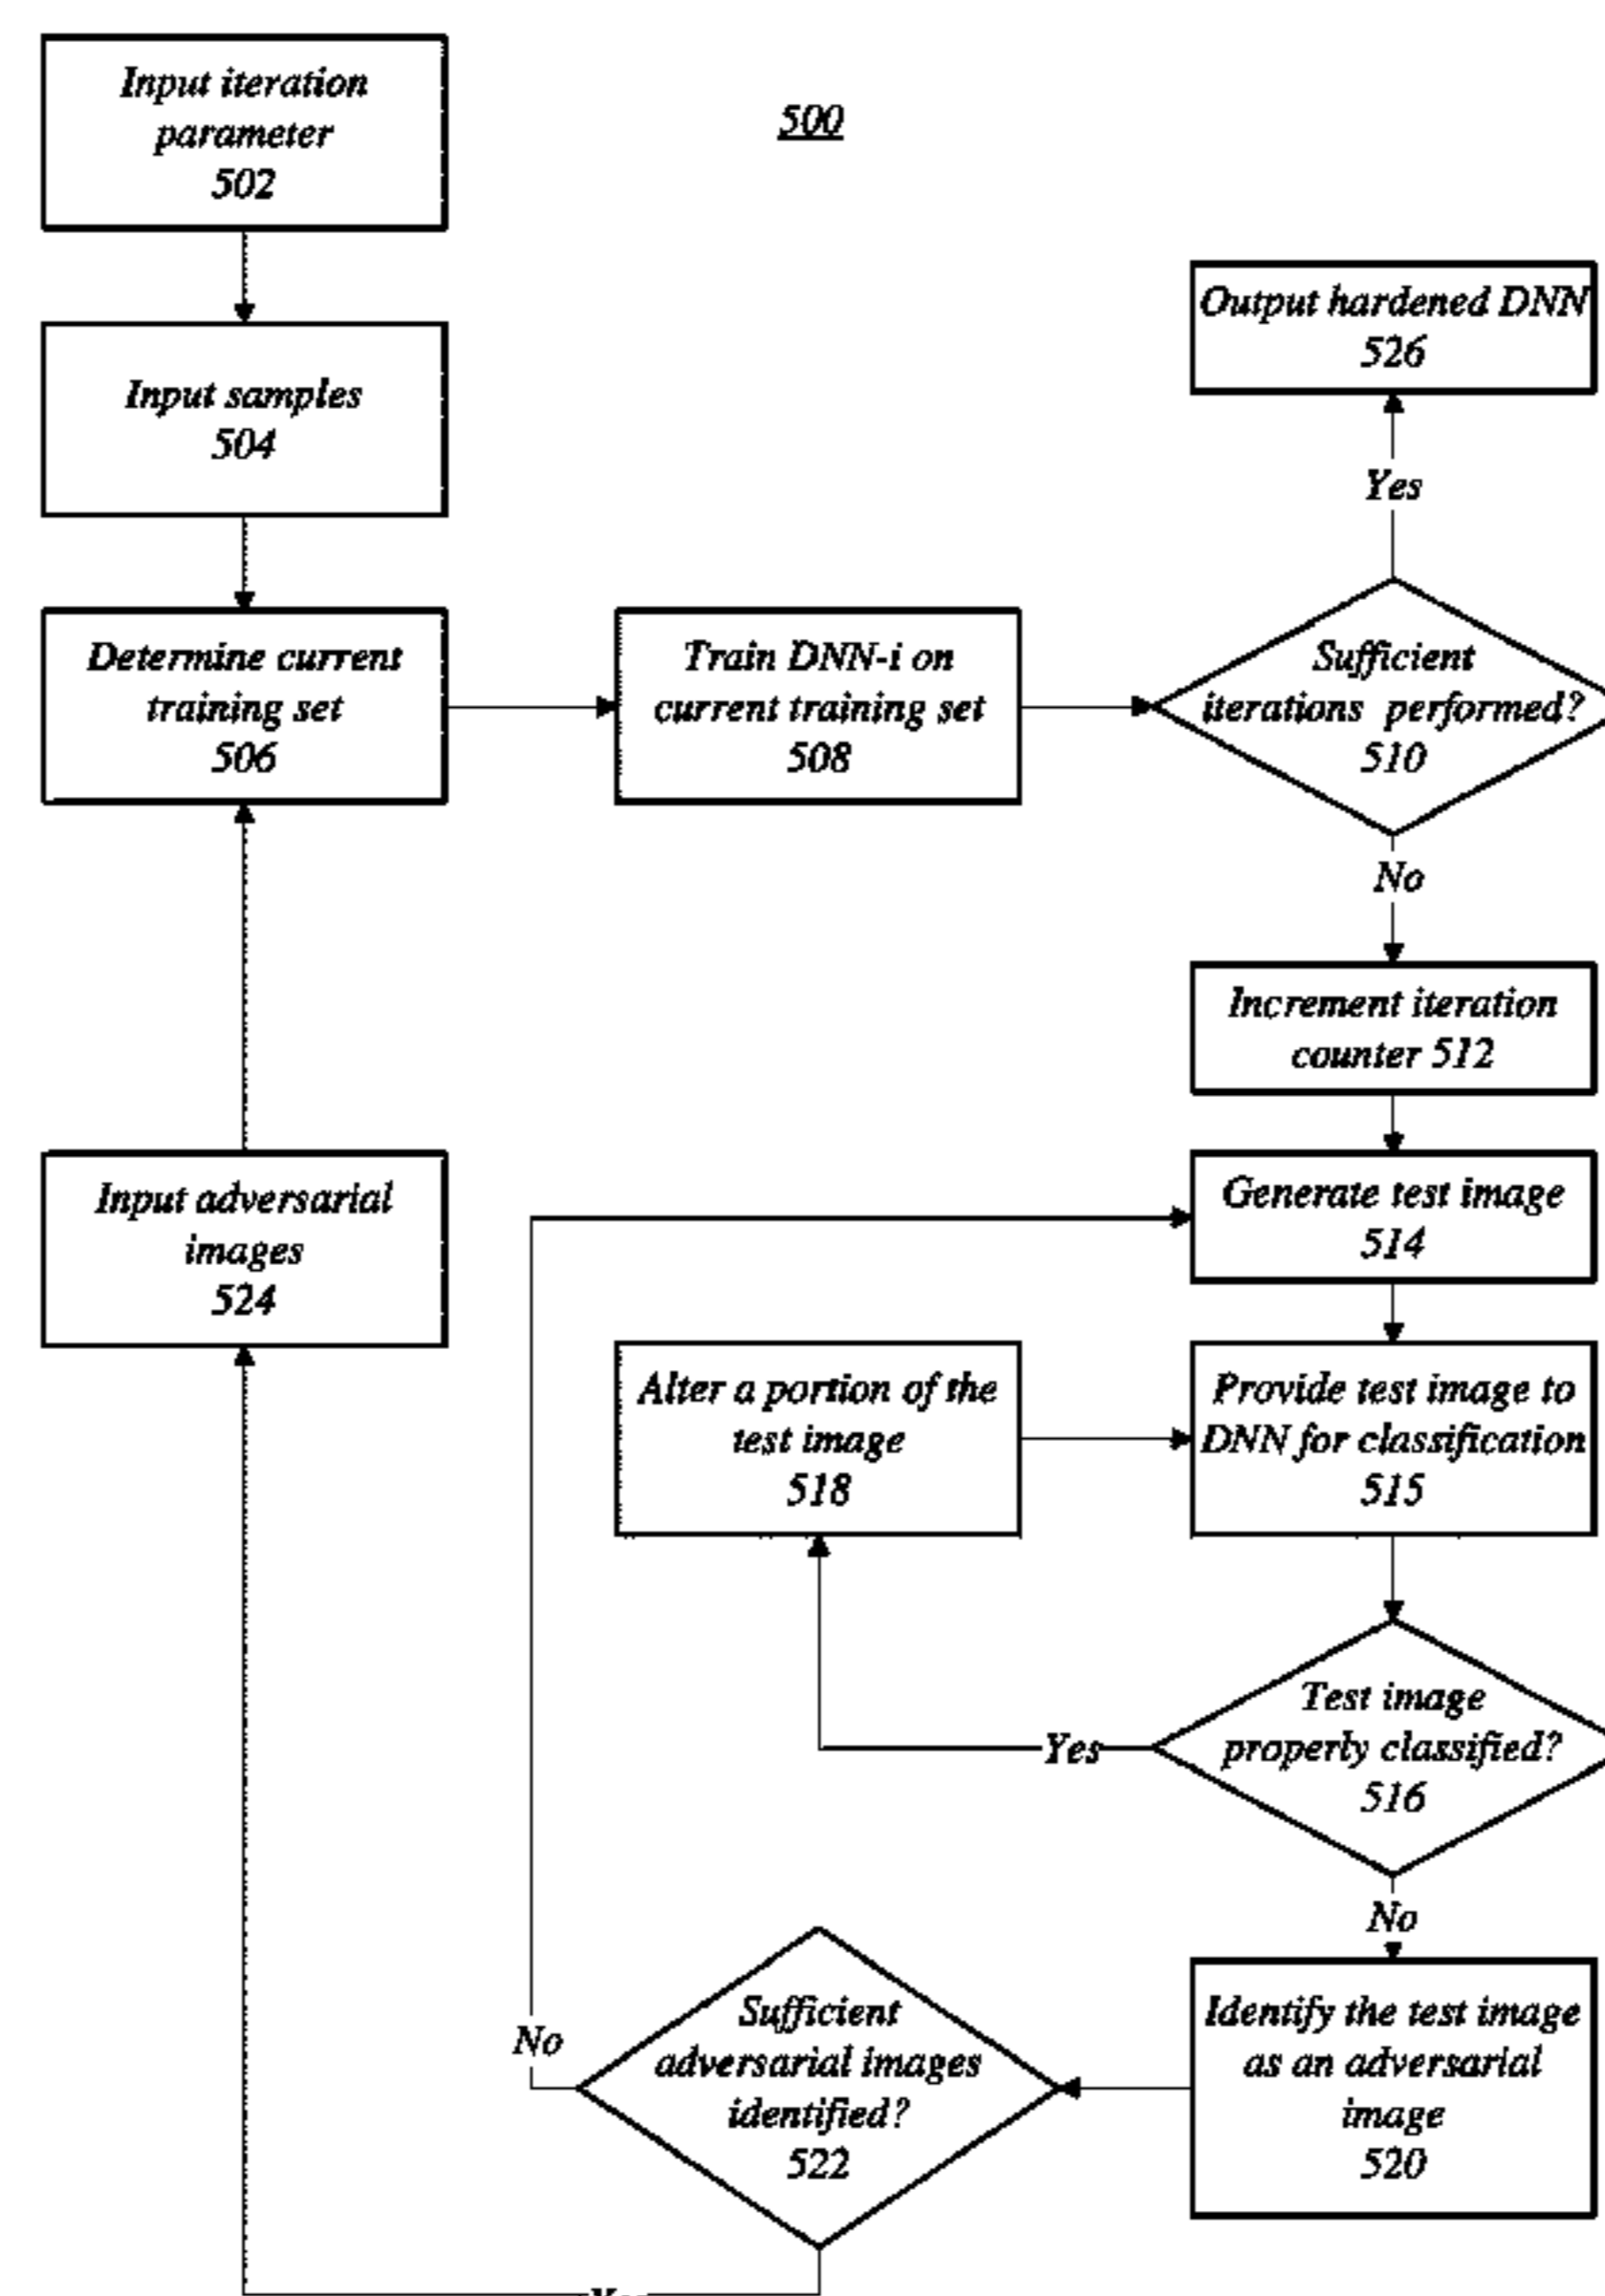 Input iteration
parameter
502
500
Input samples
504
Output hardened DNN
526
Yes
Determine current
training set
506
Train DNN-i on
current training set
508
Sufficient
iterations performed?
510
No
Increment iteration
counter 512
Input adversarial
images
524
Generate test image
514
Alter a portion of the
test image
518
Provide test image to
DNN for classification
515
Test image
properly classified?
516
Yes
No
No
Sufficient
adversarial images
identified?
522
Identify the test image
as an adversarial
image
520